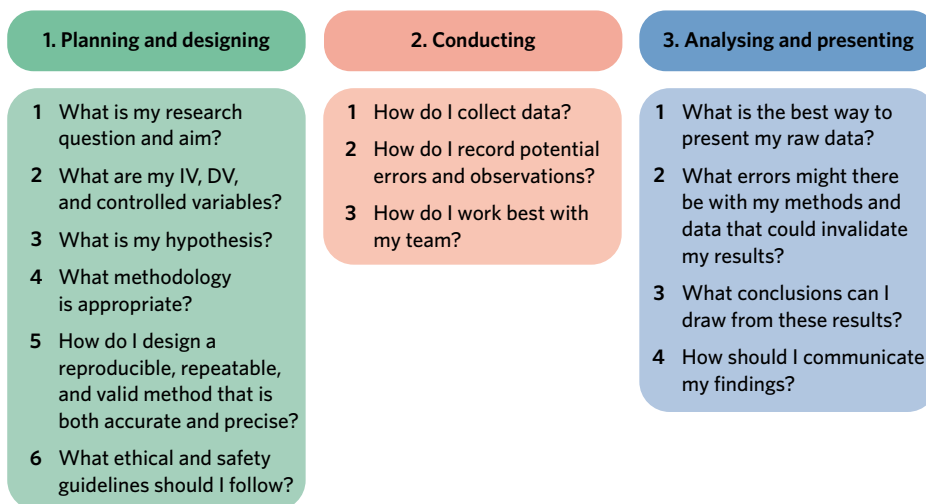 1. Planning and designing
1 What is my research
question and aim?
2 What are my IV, DV,
and controlled variables?
3 What is my hypothesis?
4 What methodology
is appropriate?
5 How do I design a
reproducible, repeatable,
and valid method that is
both accurate and precise?
6 What ethical and safety
guidelines should I follow?
2. Conducting
1 How do I collect data?
2 How do I record potential
errors and observations?
3 How do I work best with
my team?
3. Analysing and presenting
1 What is the best way to
present my raw data?
2 What errors might there
be with my methods and
data that could invalidate
my results?
3 What conclusions can I
draw from these results?
4 How should I communicate
my findings?